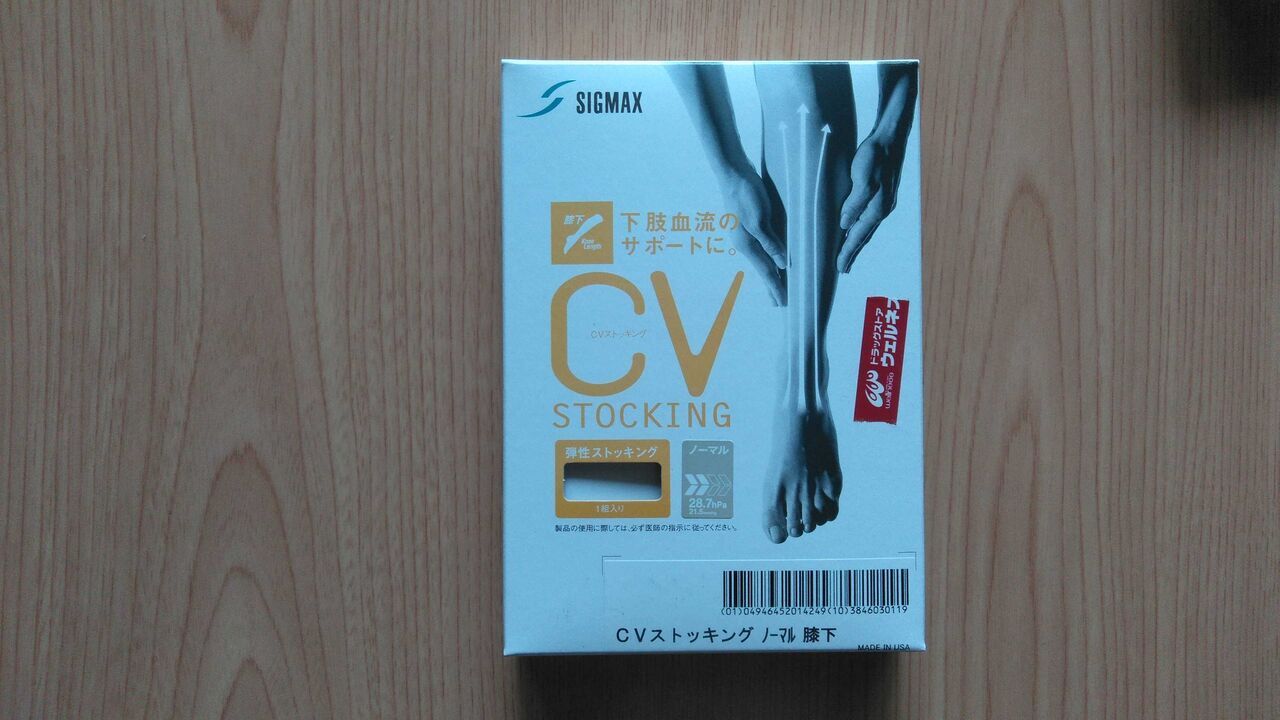 SIGMAX
膝下
Knee
Length
下肢血流の
サポートに。
CV
CVストッキング
STOCKING
弾性ストッキング
1組入り
ノーマル
28.7hPa
21.5mmHg
製品の使用に際しては、必ず医師の指示に従ってください。
ドラッグストア
ウェルネス
wellness
(01)04946452014249(10)3846030119
CVストッキング ﾉｰﾏﾙ 膝下
MADE IN USA